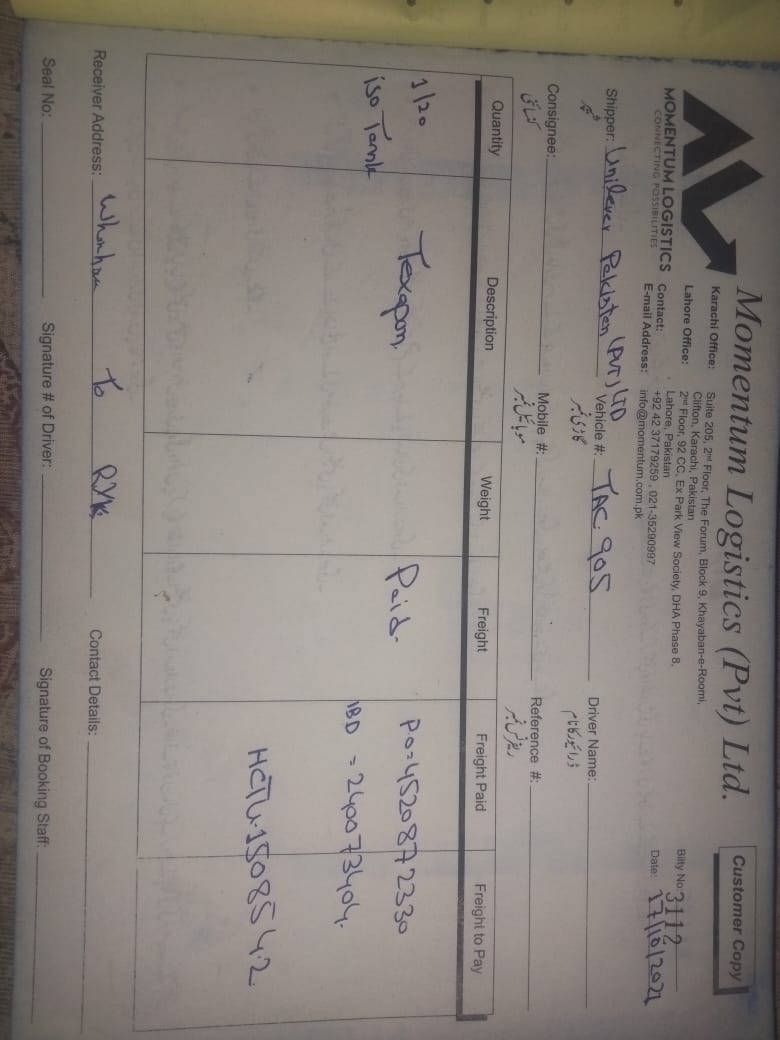 Momentum Logistics (Pvt) Ltd.
Customer Copy
MOMENTUM LOGISTICS
CONNECTING POSSIBILITIES
Karachi Office: Suite 205, 2nd Floor, The Forum, Block 9, Khayaban-e-Roomi,
Clifton, Karachi, Pakistan
Lahore Office: 2nd Floor, 92 CC, Ex Park View Society, DHA Phase 8,
Lahore, Pakistan
Contact: +92 42 37179259 , 021-35290997
E-mail Address: info@momentum.com.pk
Bilty No: 3112
Date: 17/10/2021
Shipper: Unilever Pakistan (PVT) LTD Vehicle #: TAC 905 Driver Name:
شپر گاڑی نمبر ڈرائیور کا نام
Consignee: Mobile #: Reference #:
کنسائنی موبائیل نمبر ریفرنس نمبر
Quantity Description Weight Freight Freight Paid Freight to Pay
1/20 Texapon. Paid. PO=4520872330
iso Tank IBD = 240073404.
HCTU.150854.2
Receiver Address: To RYK Contact Details:
Seal No: Signature # of Driver: Signature of Booking Staff: